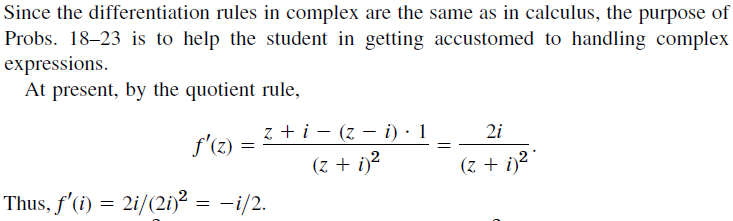 Since the differentiation rules in complex are the same as in calculus, the purpose of
Probs. 18–23 is to help the student in getting accustomed to handling complex
expressions.
At present, by the quotient rule,
f'(z) = (z + i − (z − i) · 1)/(z + i)² = 2i/(z + i)².
Thus, f'(i) = 2i/(2i)² = −i/2.